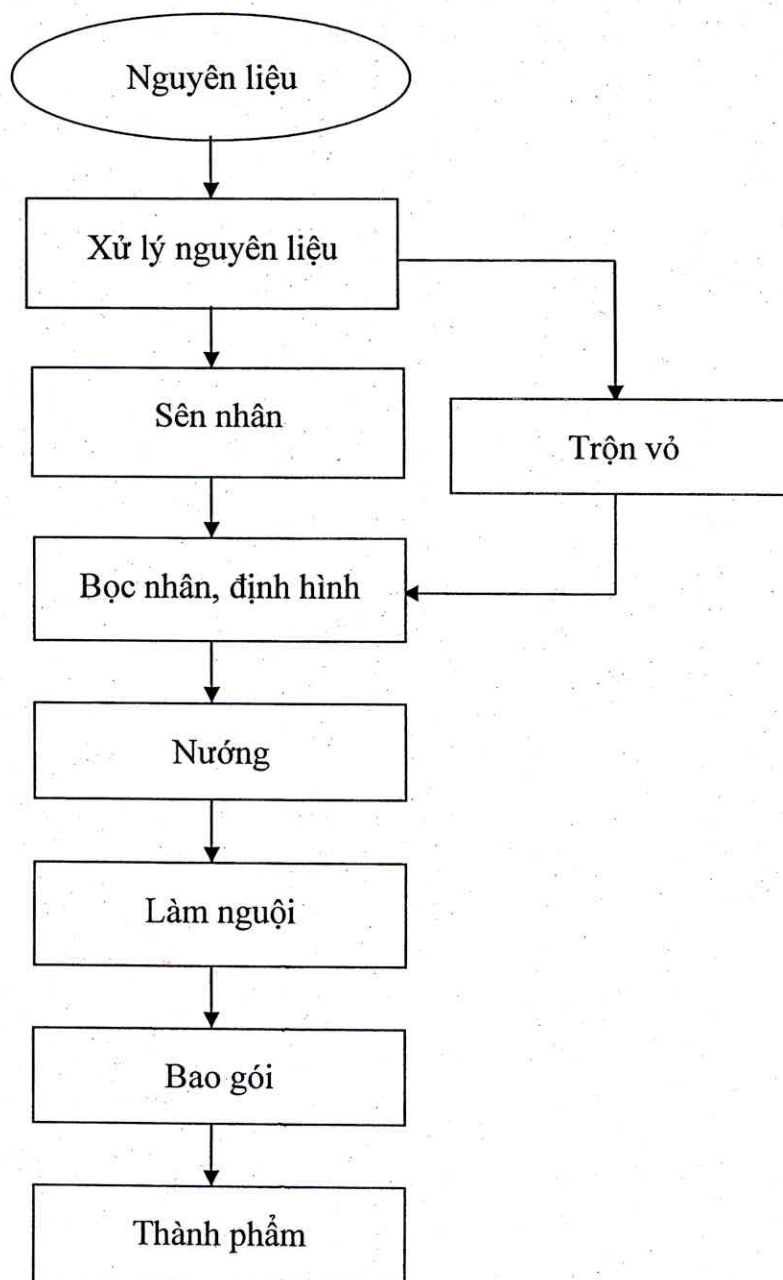 Nguyên liệu
Xử lý nguyên liệu
Sên nhân
Trộn vỏ
Bọc nhân, định hình
Nướng
Làm nguội
Bao gói
Thành phẩm